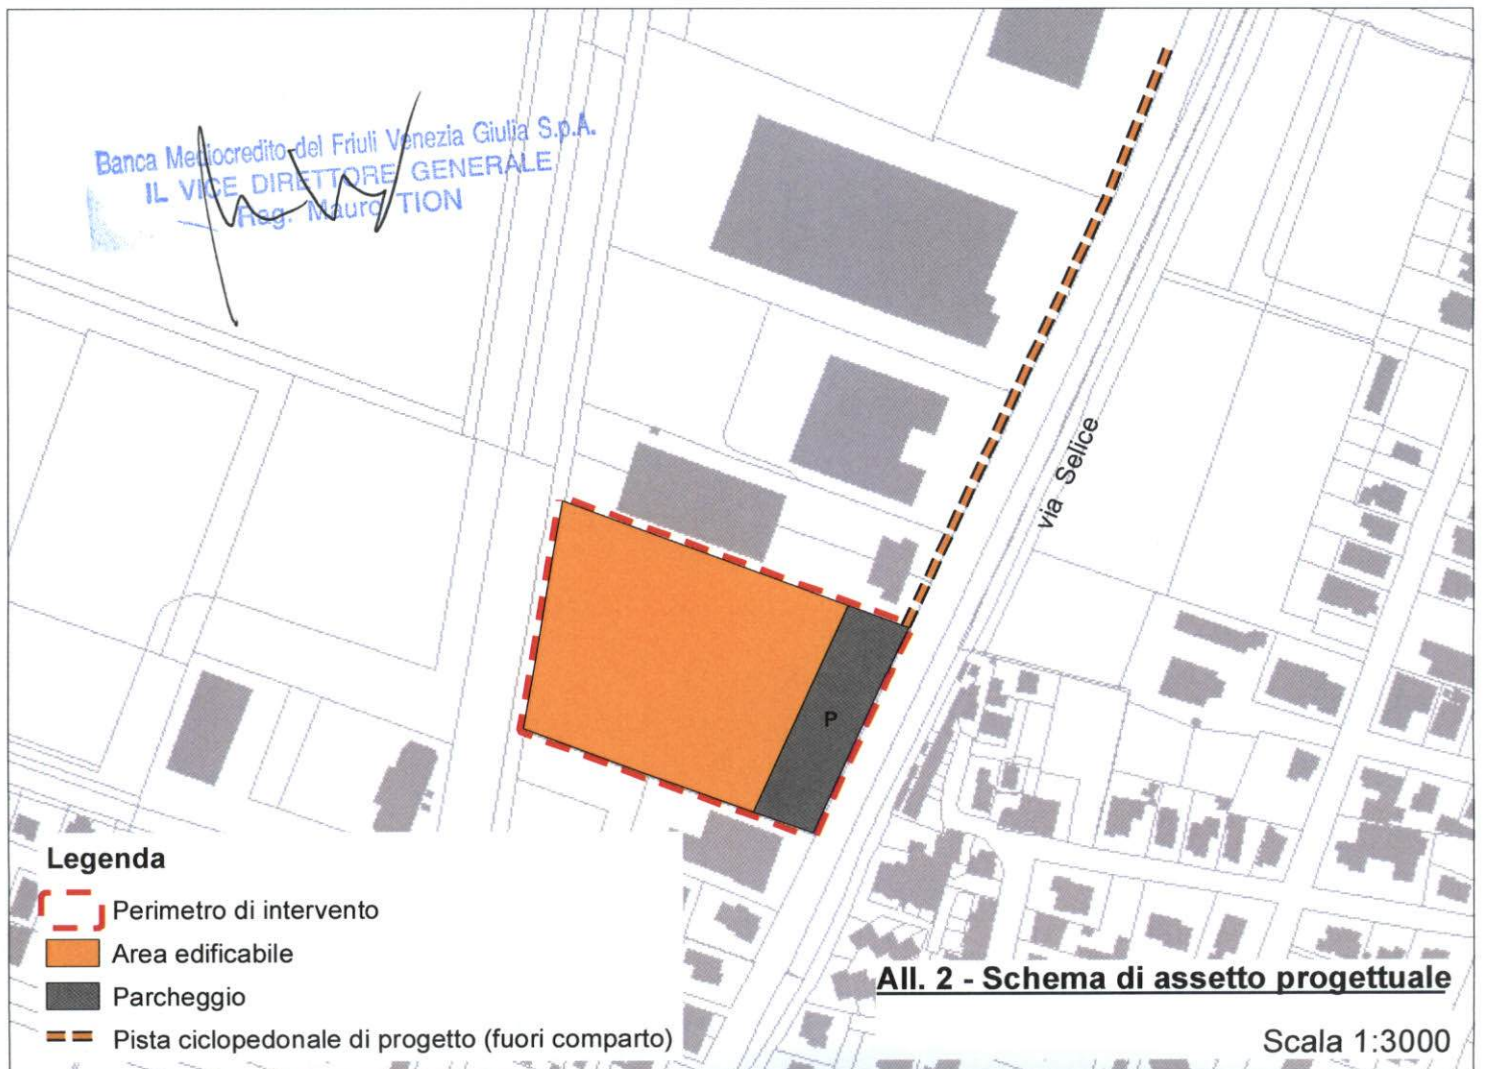 Banca Mediocredito del Friuli Venezia Giulia S.p.A.
IL VICE DIRETTORE GENERALE
Rag. Mauro TION
via Selice
P
Legenda
Perimetro di intervento
Area edificabile
Parcheggio
Pista ciclopedonale di progetto (fuori comparto)
All. 2 - Schema di assetto progettuale
Scala 1:3000